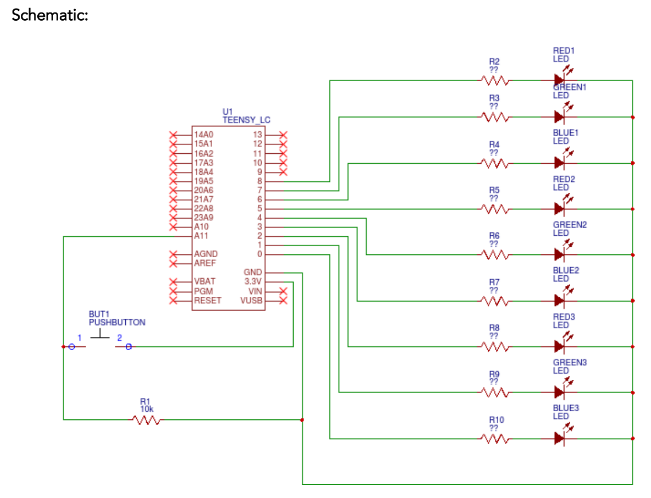 Schematic:
U1
TEENSY_LC
14A0
15A1
16A2
17A3
18A4
19A5
20A6
21A7
22A8
23A9
A10
A11
AGND
AREF
VBAT
PGM
RESET
13
12
11
10
9
8
7
6
5
4
3
2
1
0
GND
3.3V
VIN
VUSB
BUT1
PUSHBUTTON
1 2
R1
10k
R2
??
RED1
LED
R3
??
GREEN1
LED
R4
??
BLUE1
LED
R5
??
RED2
LED
R6
??
GREEN2
LED
R7
??
BLUE2
LED
R8
??
RED3
LED
R9
??
GREEN3
LED
R10
??
BLUE3
LED